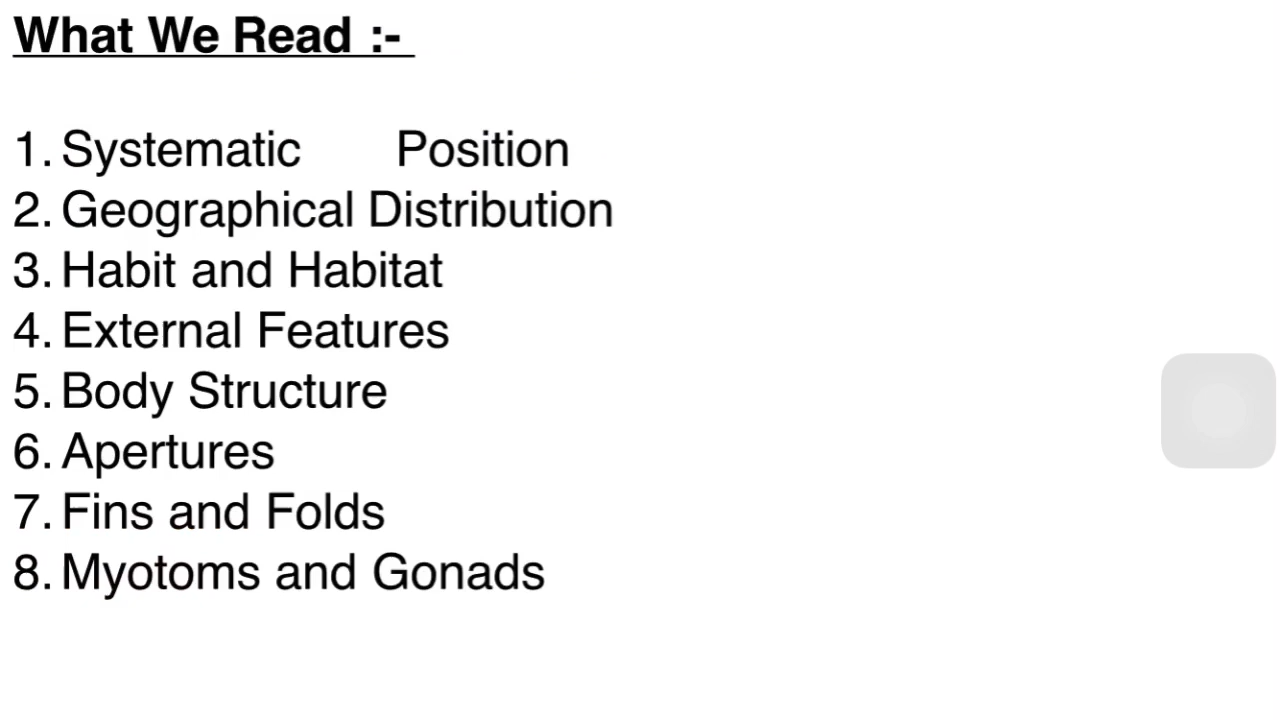 What We Read :-
1. Systematic Position
2. Geographical Distribution
3. Habit and Habitat
4. External Features
5. Body Structure
6. Apertures
7. Fins and Folds
8. Myotoms and Gonads